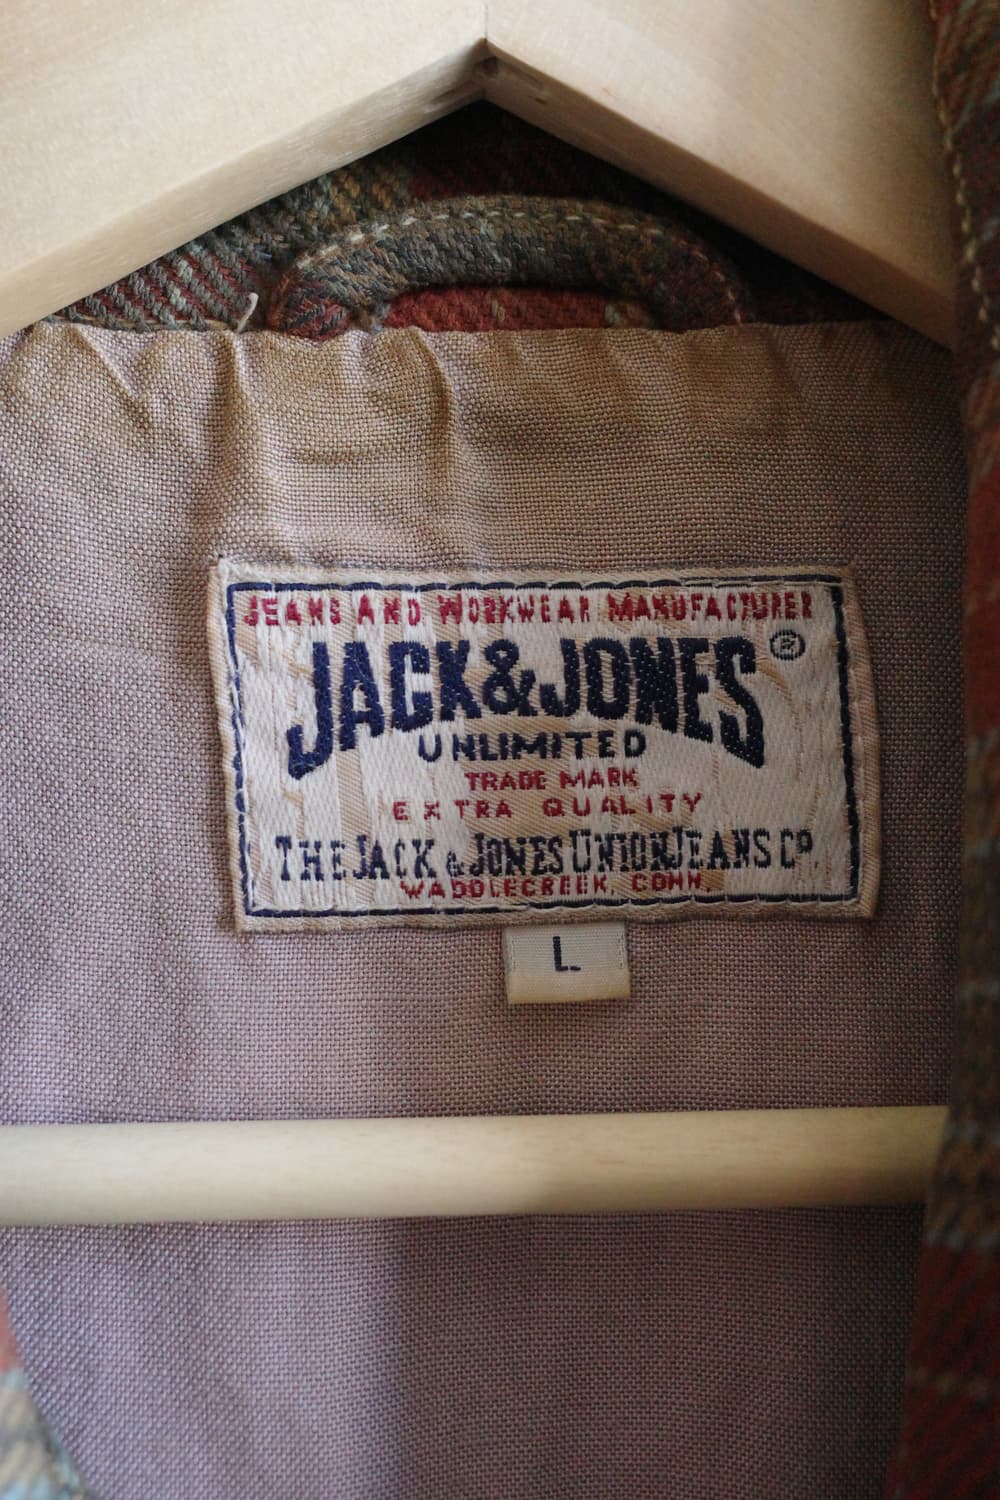 JEANS AND WORKWEAR MANUFACTURER
JACK&JONES®
UNLIMITED
TRADE MARK
EXTRA QUALITY
THE JACK & JONES UNION JEANS CO.
WADDLECREEK, CONN.
L